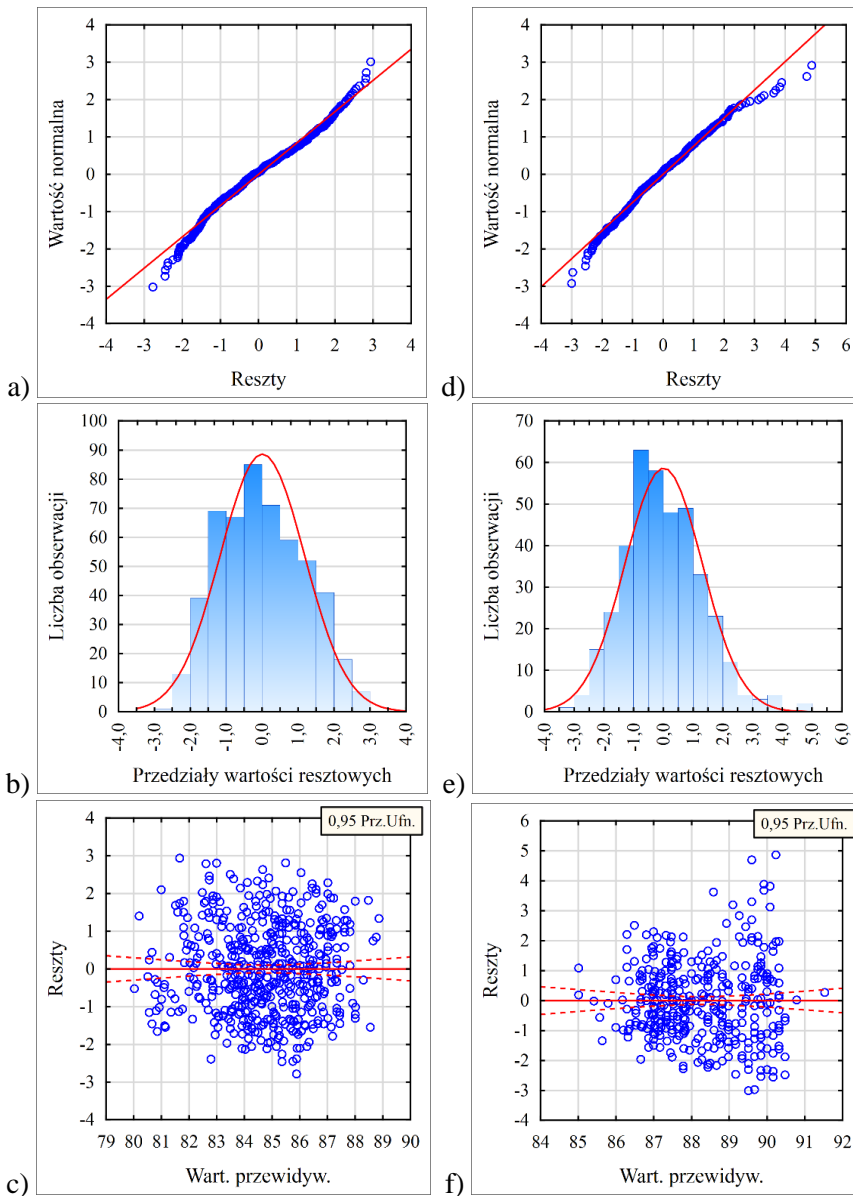 4
3
2
1
0
-1
-2
-3
-4
Wartość normalna
-4 -3 -2 -1 0 1 2 3 4
Reszty
a)
4
3
2
1
0
-1
-2
-3
-4
Wartość normalna
-4 -3 -2 -1 0 1 2 3 4 5 6
Reszty
d)
100
90
80
70
60
50
40
30
20
10
0
Liczba obserwacji
-4,0 -3,0 -2,0 -1,0 0,0 1,0 2,0 3,0 4,0
Przedziały wartości resztowych
b)
70
60
50
40
30
20
10
0
Liczba obserwacji
-4,0 -3,0 -2,0 -1,0 0,0 1,0 2,0 3,0 4,0 5,0 6,0
Przedziały wartości resztowych
e)
0,95 Prz.Ufn.
4
3
2
1
0
-1
-2
-3
-4
Reszty
79 80 81 82 83 84 85 86 87 88 89 90
Wart. przewidyw.
c)
0,95 Prz.Ufn.
6
5
4
3
2
1
0
-1
-2
-3
-4
Reszty
84 85 86 87 88 89 90 91 92
Wart. przewidyw.
f)